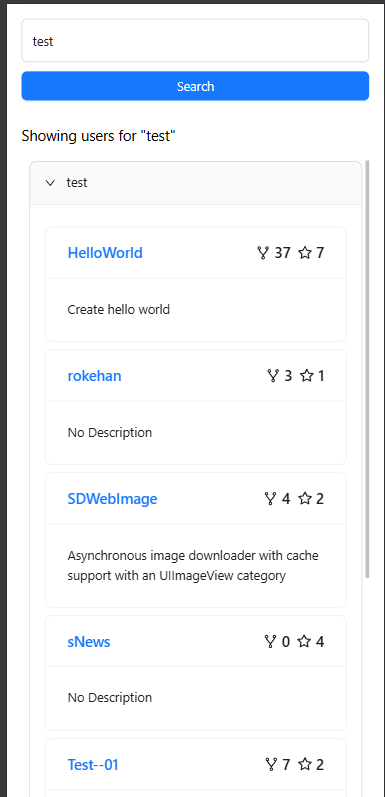 test
Search
Showing users for "test"
test
HelloWorld 37 7
Create hello world
rokehan 3 1
No Description
SDWebImage 4 2
Asynchronous image downloader with cache
support with an UIImageView category
sNews 0 4
No Description
Test--01 7 2